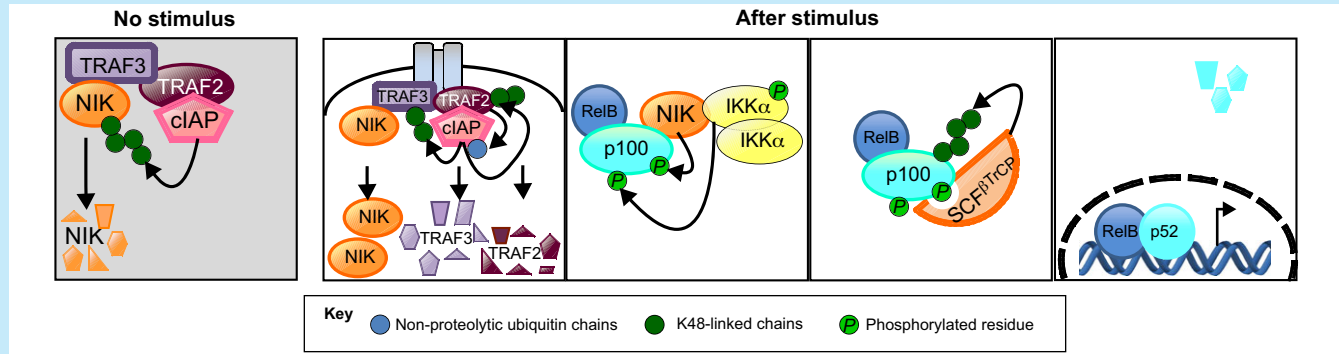 No stimulus
After stimulus
TRAF3
TRAF2
NIK
cIAP
NIK
TRAF3
TRAF2
NIK
cIAP
NIK
NIK
TRAF3
TRAF2
RelB
NIK
IKKα
P
p100
IKKα
P
P
RelB
p100
P
P
SCFβTrCP
RelB
p52
Key
Non-proteolytic ubiquitin chains
K48-linked chains
P
Phosphorylated residue